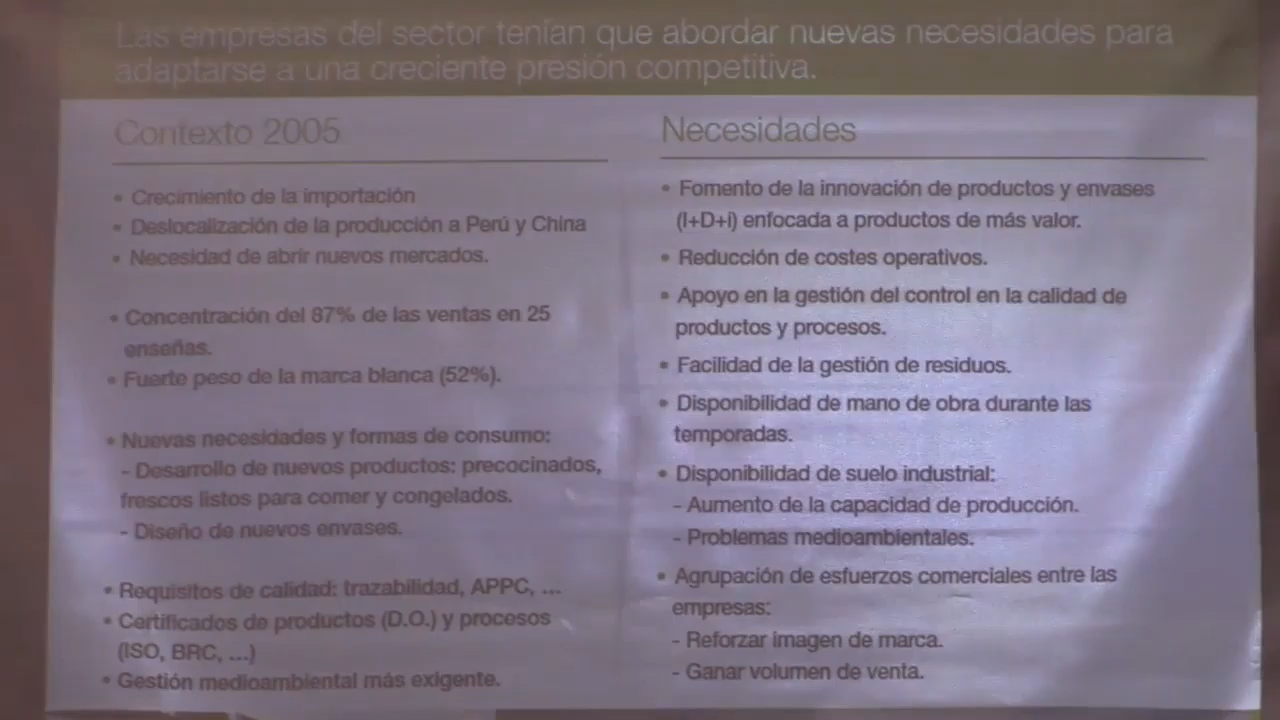 Las empresas del sector tenían que abordar nuevas necesidades para
adaptarse a una creciente presión competitiva.
Contexto 2005
• Crecimiento de la importación
• Deslocalización de la producción a Perú y China
• Necesidad de abrir nuevos mercados.
• Concentración del 87% de las ventas en 25
enseñas.
• Fuerte peso de la marca blanca (52%).
• Nuevas necesidades y formas de consumo:
- Desarrollo de nuevos productos: precocinados,
frescos listos para comer y congelados.
- Diseño de nuevos envases.
• Requisitos de calidad: trazabilidad, APPC, ...
• Certificados de productos (D.O.) y procesos
(ISO, BRC, ...)
• Gestión medioambiental más exigente.
Necesidades
• Fomento de la innovación de productos y envases
(I+D+i) enfocada a productos de más valor.
• Reducción de costes operativos.
• Apoyo en la gestión del control en la calidad de
productos y procesos.
• Facilidad de la gestión de residuos.
• Disponibilidad de mano de obra durante las
temporadas.
• Disponibilidad de suelo industrial:
- Aumento de la capacidad de producción.
- Problemas medioambientales.
• Agrupación de esfuerzos comerciales entre las
empresas:
- Reforzar imagen de marca.
- Ganar volumen de venta.